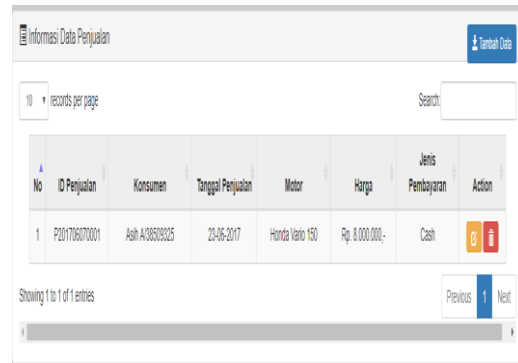 Informasi Data Penjualan
Tambah Data
10 records per page
Search:
No ID Penjualan Konsumen Tanggal Penjualan Motor Harga Jenis Pembayaran Action
1 P201706070001 Asih A/38509325 23-06-2017 Honda Vario 150 Rp. 8.000.000,- Cash
Showing 1 to 1 of 1 entries
Previous 1 Next